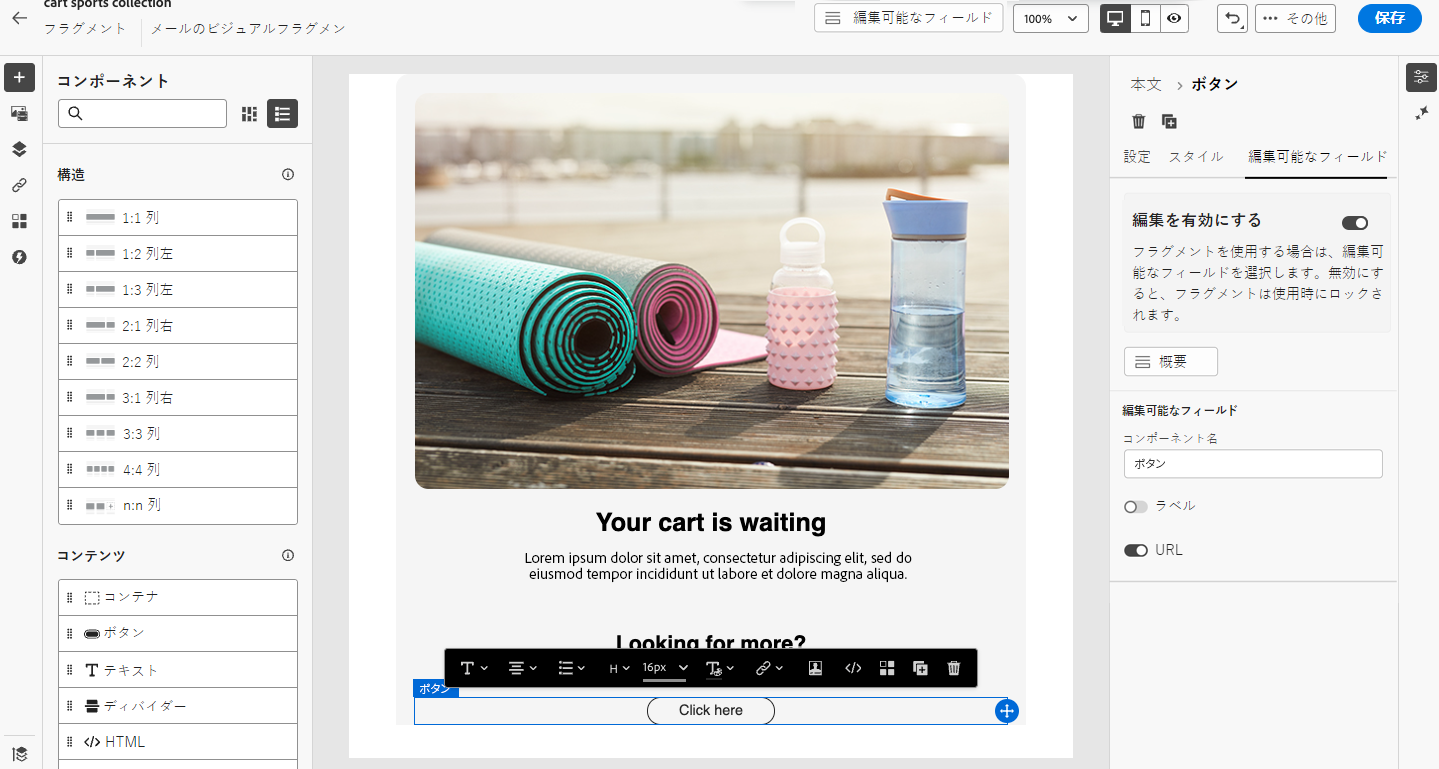 cart sports collection
フラグメント
メールのビジュアルフラグメン
編集可能なフィールド
100%
その他
保存
コンポーネント
構造
1:1 列
1:2 列左
1:3 列左
2:1 列右
2:2 列
3:1 列右
3:3 列
4:4 列
n:n 列
コンテンツ
コンテナ
ボタン
テキスト
ディバイダー
HTML
Your cart is waiting
Lorem ipsum dolor sit amet, consectetur adipiscing elit, sed do
eiusmod tempor incididunt ut labore et dolore magna aliqua.
Looking for more?
H
16px
ボタン
Click here
本文 > ボタン
設定 スタイル 編集可能なフィールド
編集を有効にする
フラグメントを使用する場合は、編集可
能なフィールドを選択します。無効にす
ると、フラグメントは使用時にロックさ
れます。
概要
編集可能なフィールド
コンポーネント名
ボタン
ラベル
URL